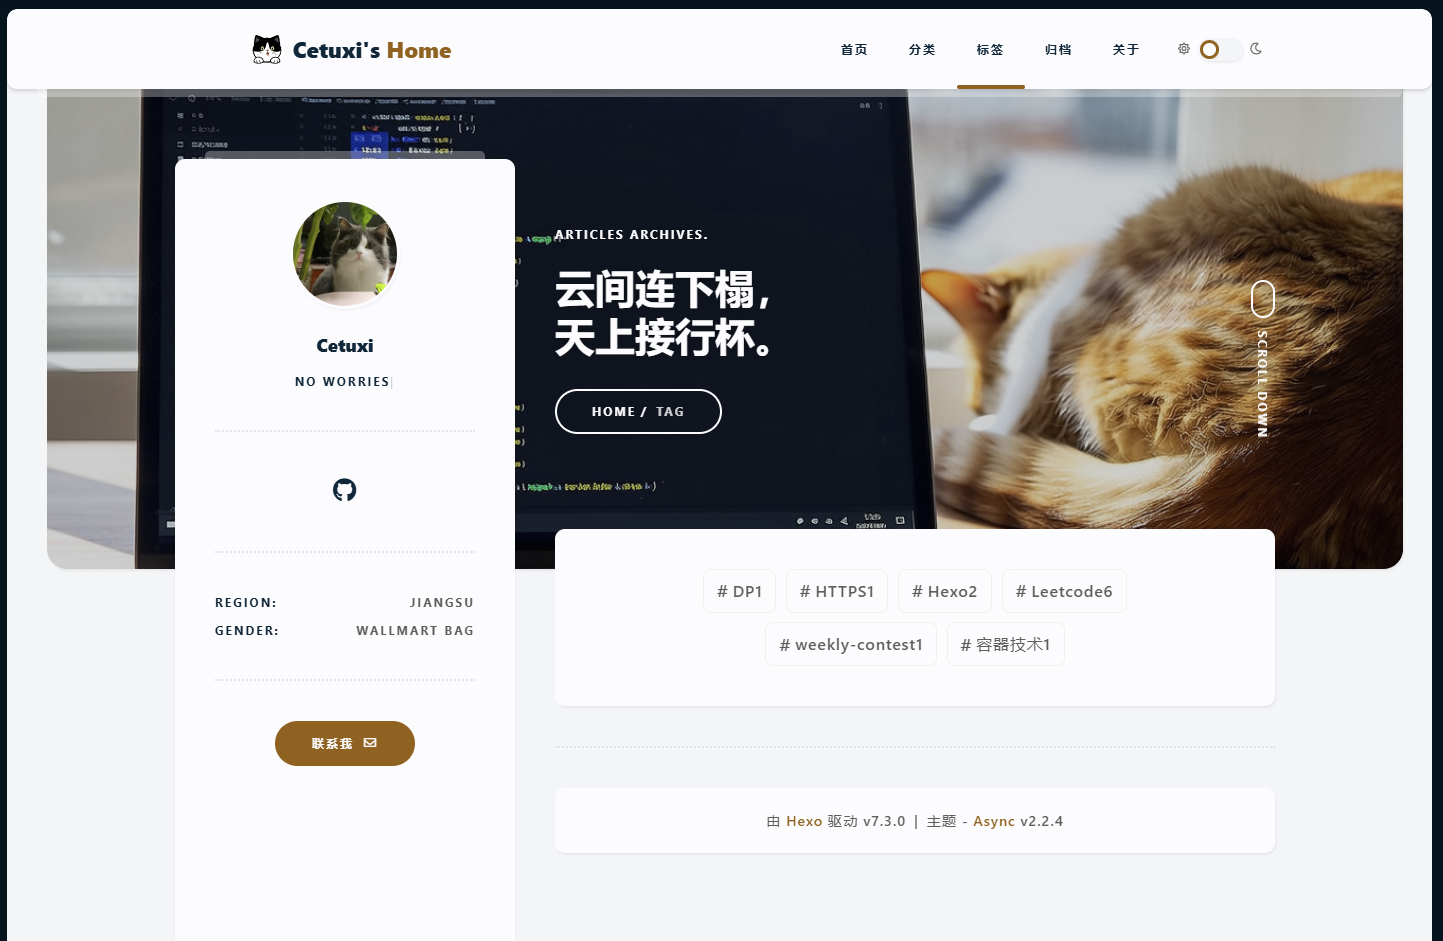 Cetuxi's Home
首页 分类 标签 归档 关于
Cetuxi
NO WORRIES
REGION: JIANGSU
GENDER: WALLMART BAG
联系我
ARTICLES ARCHIVES.
云间连下榻，
天上接行杯。
HOME / TAG
SCROLL DOWN
# DP1 # HTTPS1 # Hexo2 # Leetcode6
# weekly-contest1 # 容器技术1
由 Hexo 驱动 v7.3.0 | 主题 - Async v2.2.4